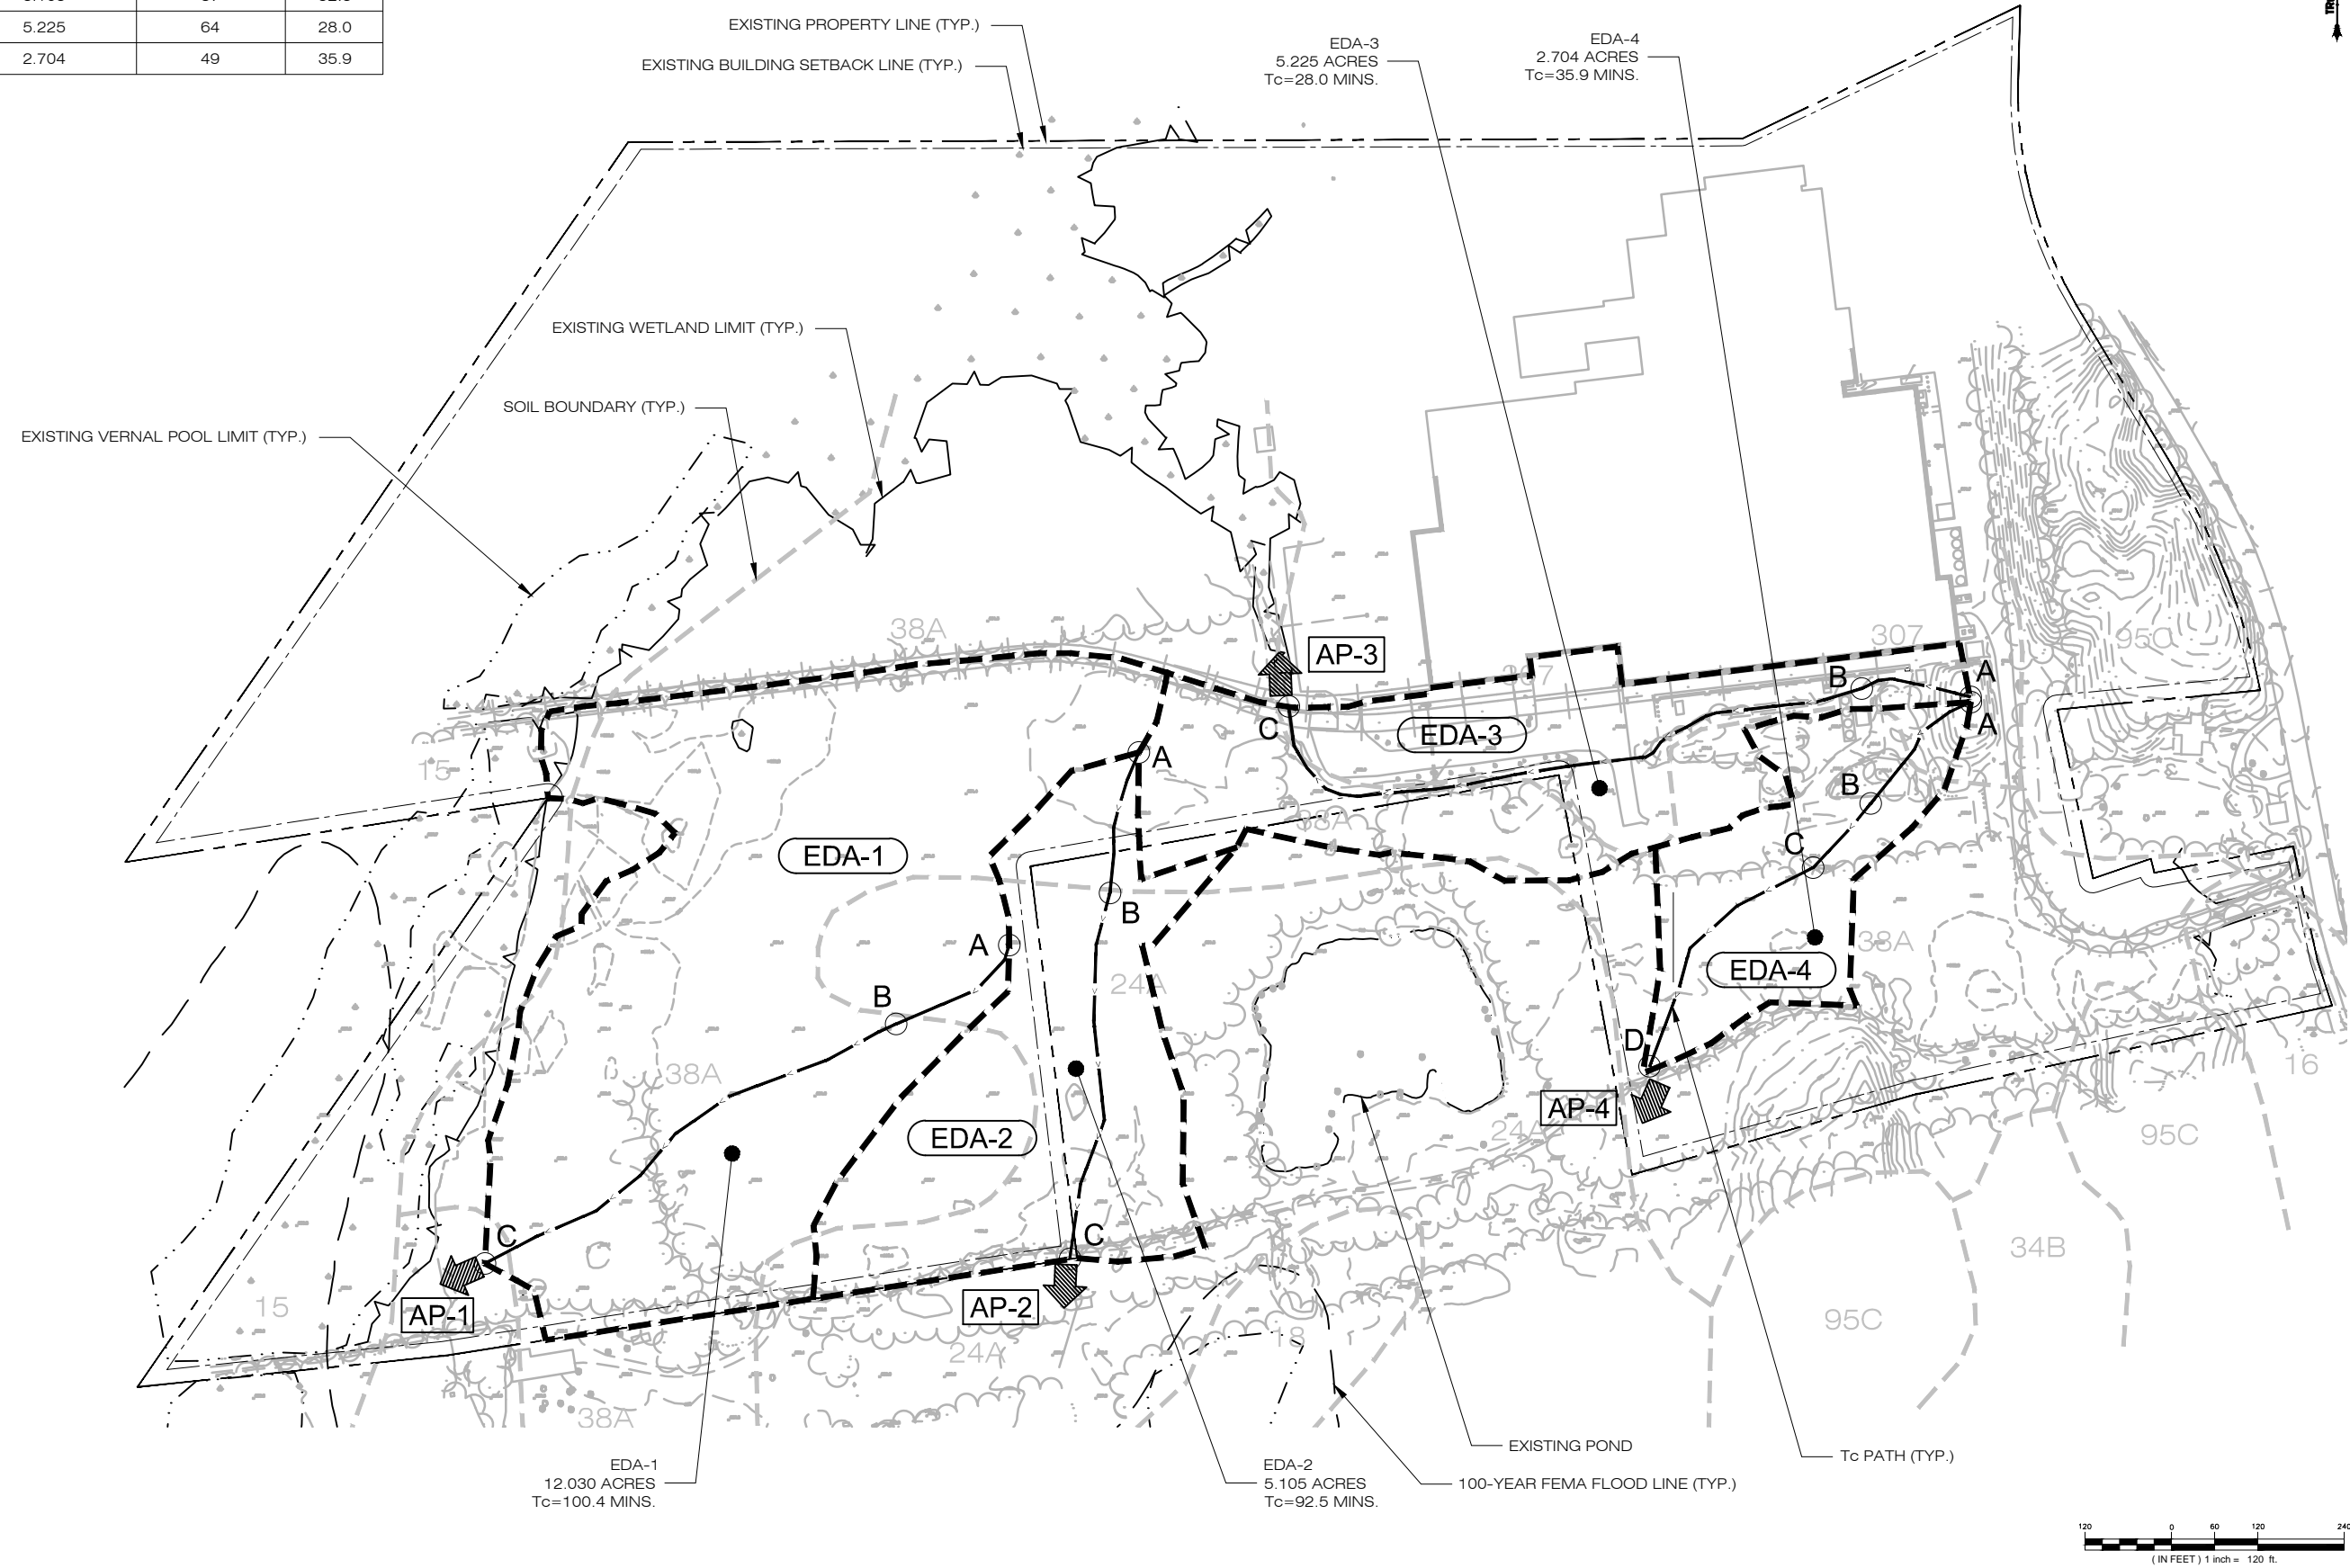 5.225 64 28.0
2.704 49 35.9
EXISTING PROPERTY LINE (TYP.)
EXISTING BUILDING SETBACK LINE (TYP.)
EDA-3
5.225 ACRES
Tc=28.0 MINS.
EDA-4
2.704 ACRES
Tc=35.9 MINS.
EXISTING WETLAND LIMIT (TYP.)
SOIL BOUNDARY (TYP.)
EXISTING VERNAL POOL LIMIT (TYP.)
38A
307
95C
AP-3
307
B
A
C
EDA-3
A
A
15
B
38A
EDA-1
C
B
A
24A
38A
EDA-4
B
D
38A
16
AP-4
EDA-2
24A
95C
C
C
C
34B
15
AP-1
AP-2
95C
18
24A
38A
EXISTING POND
Tc PATH (TYP.)
EDA-1
12.030 ACRES
Tc=100.4 MINS.
EDA-2
5.105 ACRES
Tc=92.5 MINS.
100-YEAR FEMA FLOOD LINE (TYP.)
120 0 60 120 240
( IN FEET ) 1 inch = 120 ft.